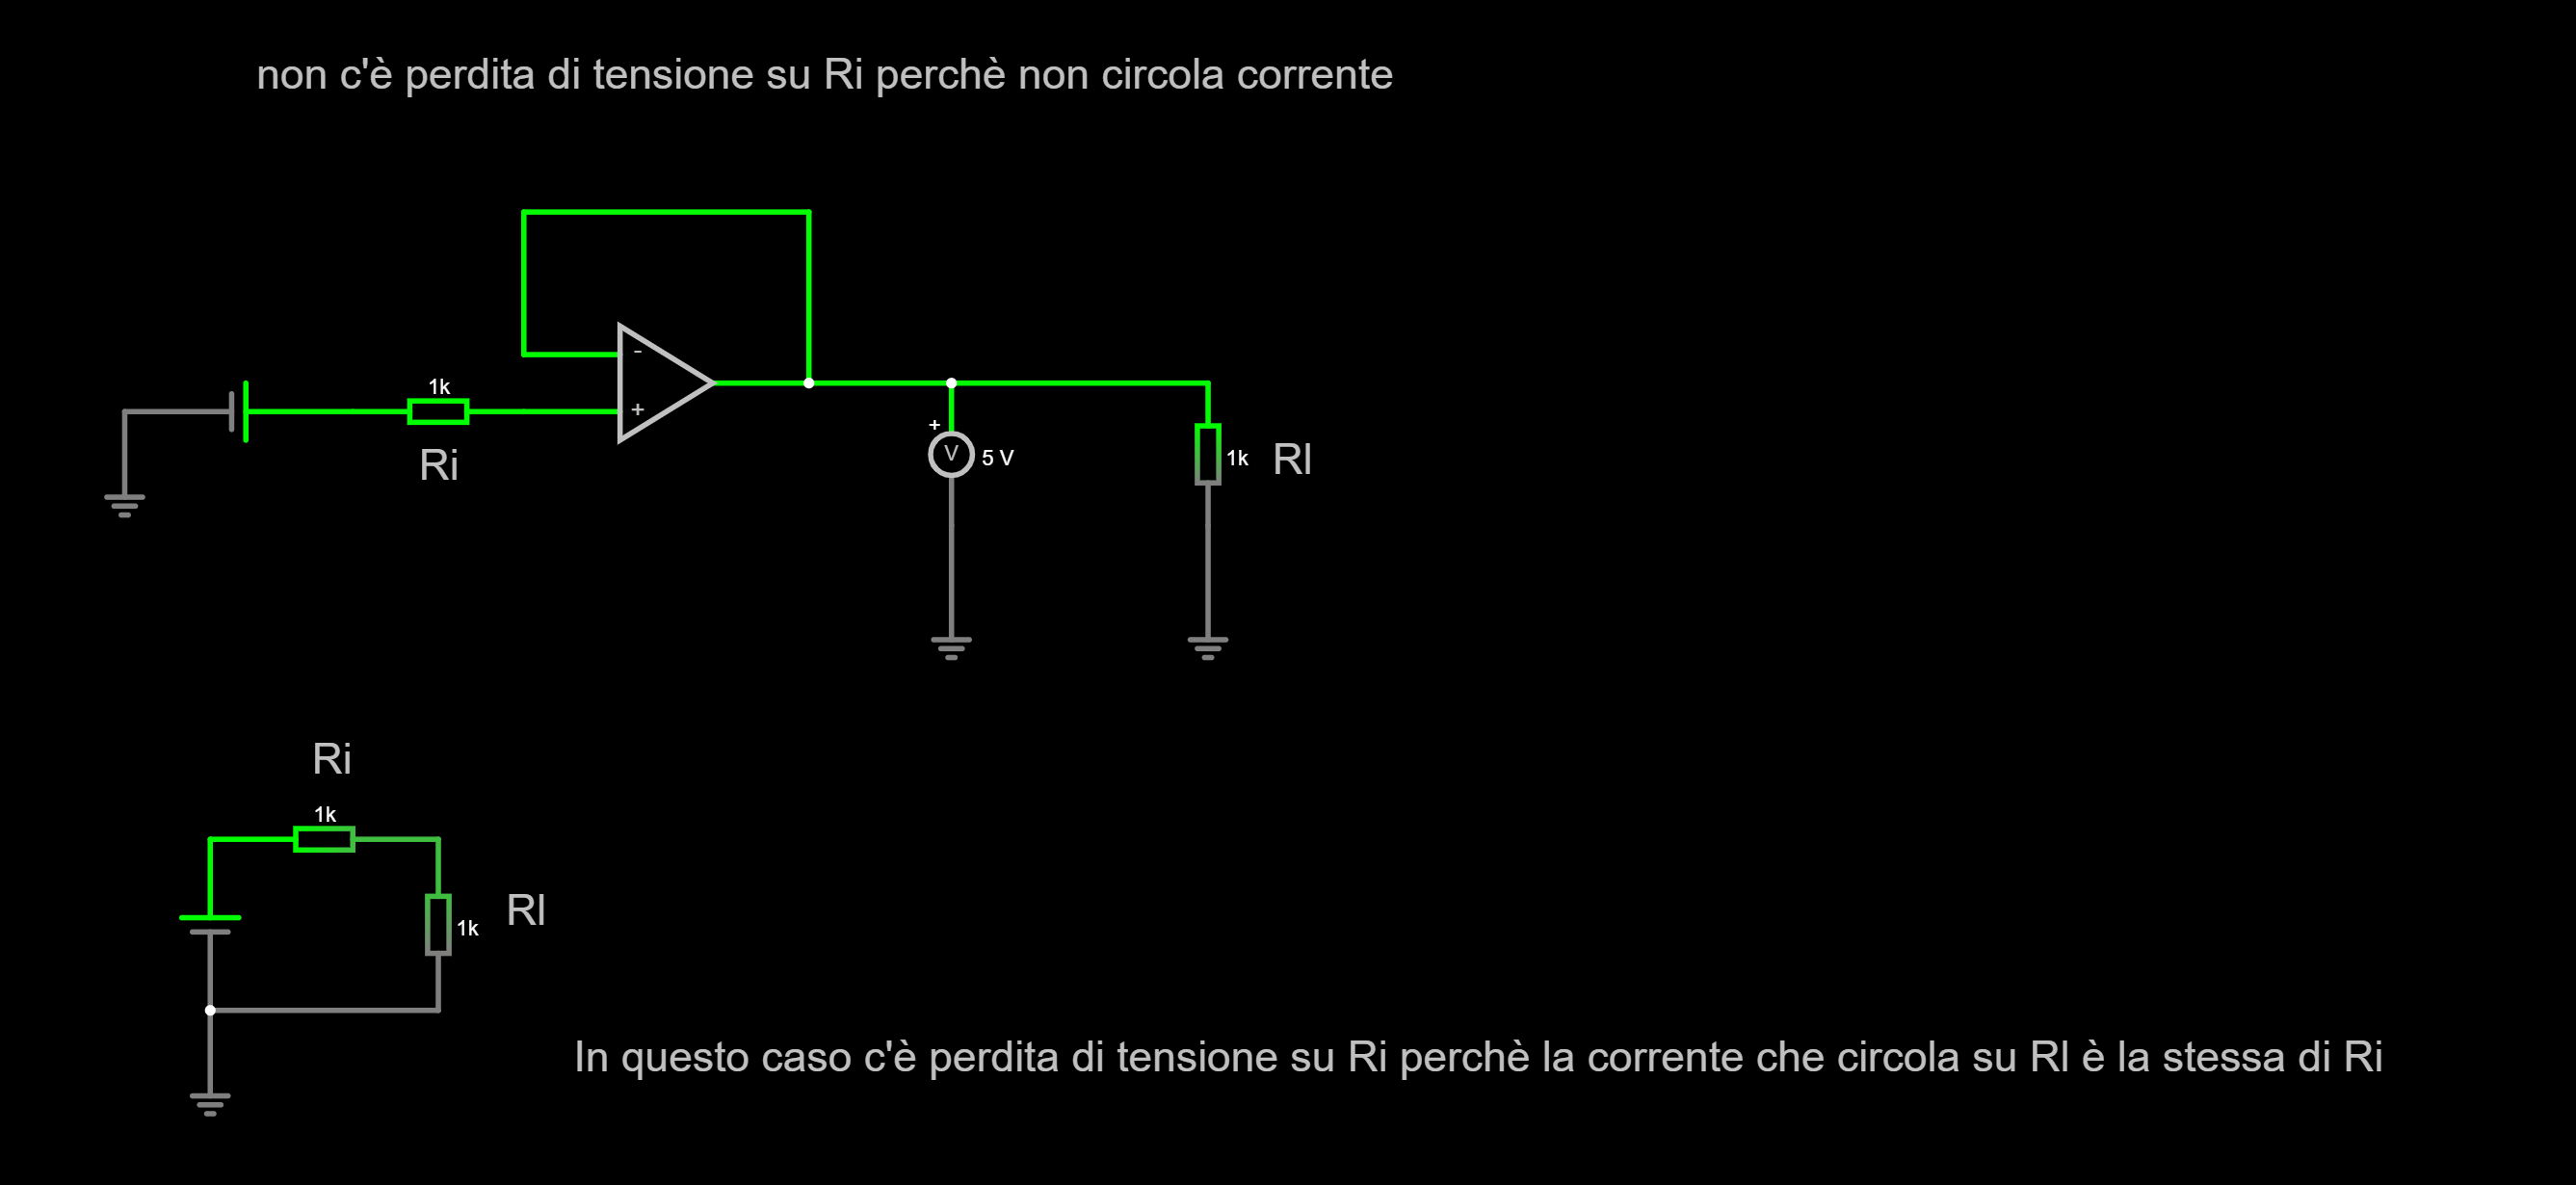 non c'è perdita di tensione su Ri perchè non circola corrente
1k
Ri
-
+
+
V
5 V
1k
Rl
Ri
1k
1k
Rl
In questo caso c'è perdita di tensione su Ri perchè la corrente che circola su Rl è la stessa di Ri